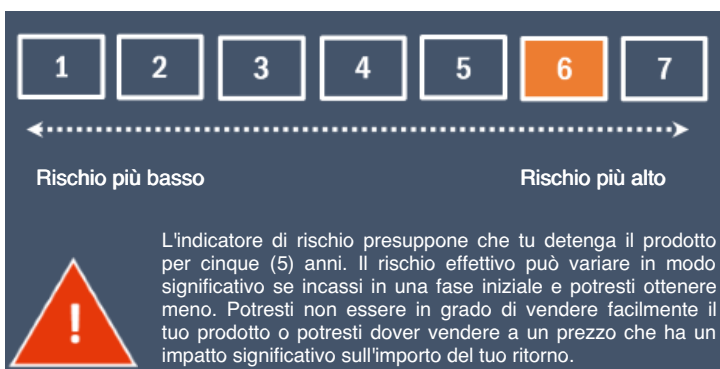 1 2 3 4 5 6 7
Rischio più basso Rischio più alto
L'indicatore di rischio presuppone che tu detenga il prodotto
per cinque (5) anni. Il rischio effettivo può variare in modo
significativo se incassi in una fase iniziale e potresti ottenere
meno. Potresti non essere in grado di vendere facilmente il
tuo prodotto o potresti dover vendere a un prezzo che ha un
impatto significativo sull'importo del tuo ritorno.
!